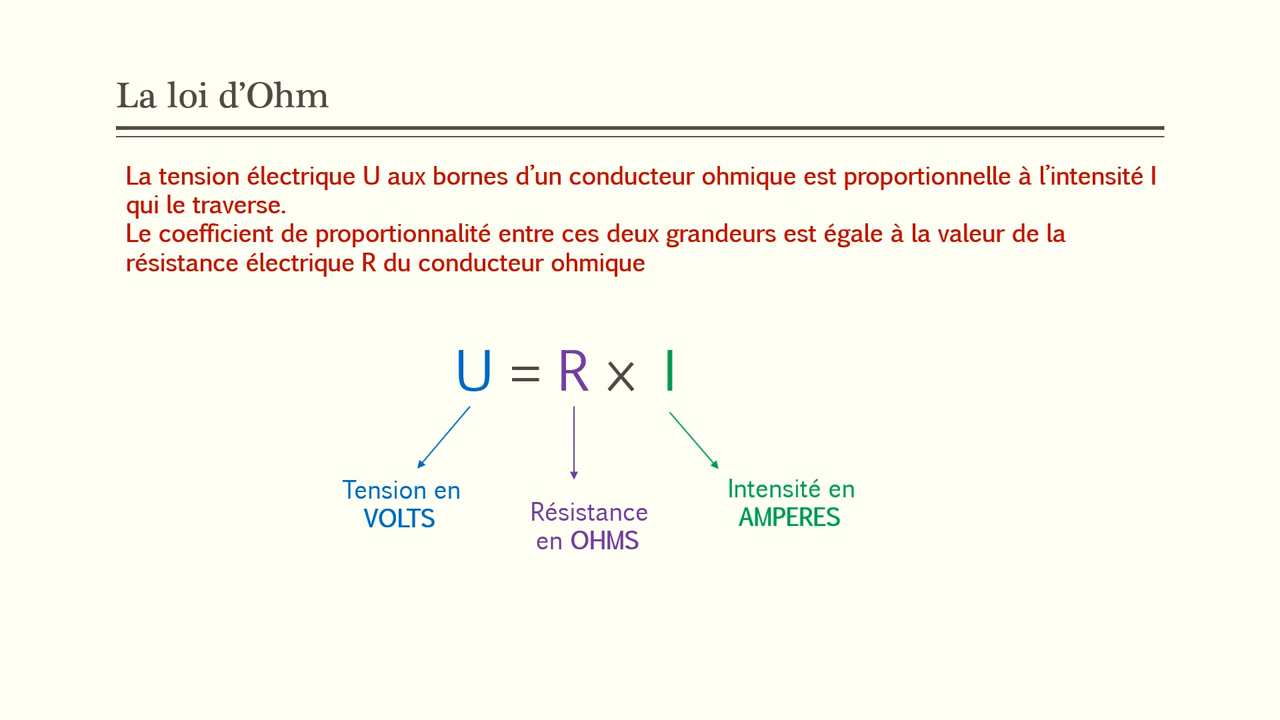 La loi d’Ohm
La tension électrique U aux bornes d’un conducteur ohmique est proportionnelle à l’intensité I
qui le traverse.
Le coefficient de proportionnalité entre ces deux grandeurs est égale à la valeur de la
résistance électrique R du conducteur ohmique
U = R x I
Tension en
VOLTS
Résistance
en OHMS
Intensité en
AMPERES